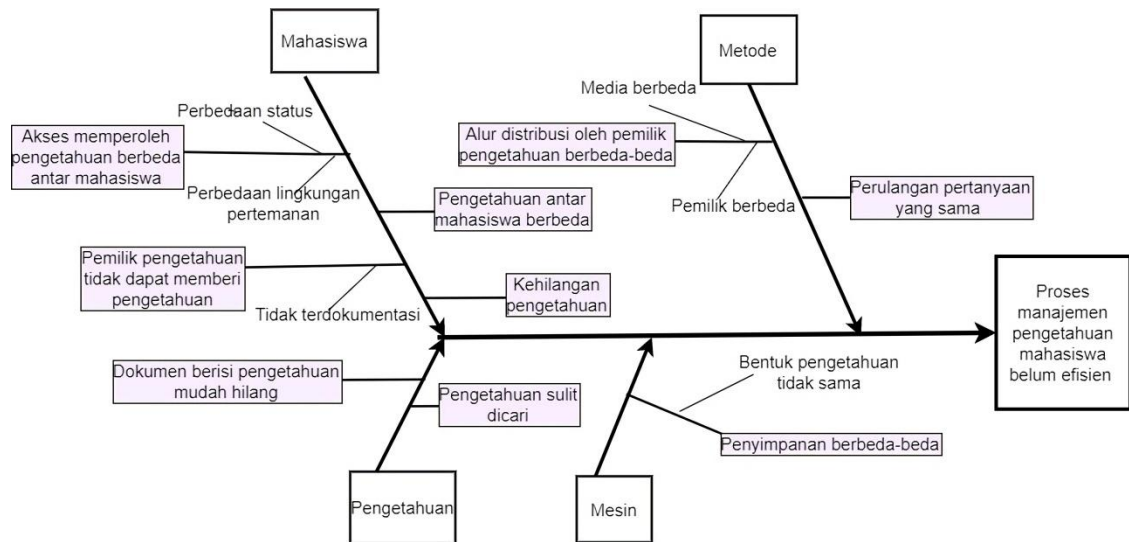 Mahasiswa
Metode
Perbedaan status
Akses memperoleh
pengetahuan berbeda
antar mahasiswa
Perbedaan lingkungan
pertemanan
Pengetahuan antar
mahasiswa berbeda
Pemilik pengetahuan
tidak dapat memberi
pengetahuan
Tidak terdokumentasi
Kehilangan
pengetahuan
Media berbeda
Alur distribusi oleh pemilik
pengetahuan berbeda-beda
Pemilik berbeda
Perulangan pertanyaan
yang sama
Proses
manajemen
pengetahuan
mahasiswa
belum efisien
Dokumen berisi pengetahuan
mudah hilang
Pengetahuan sulit
dicari
Bentuk pengetahuan
tidak sama
Penyimpanan berbeda-beda
Pengetahuan
Mesin